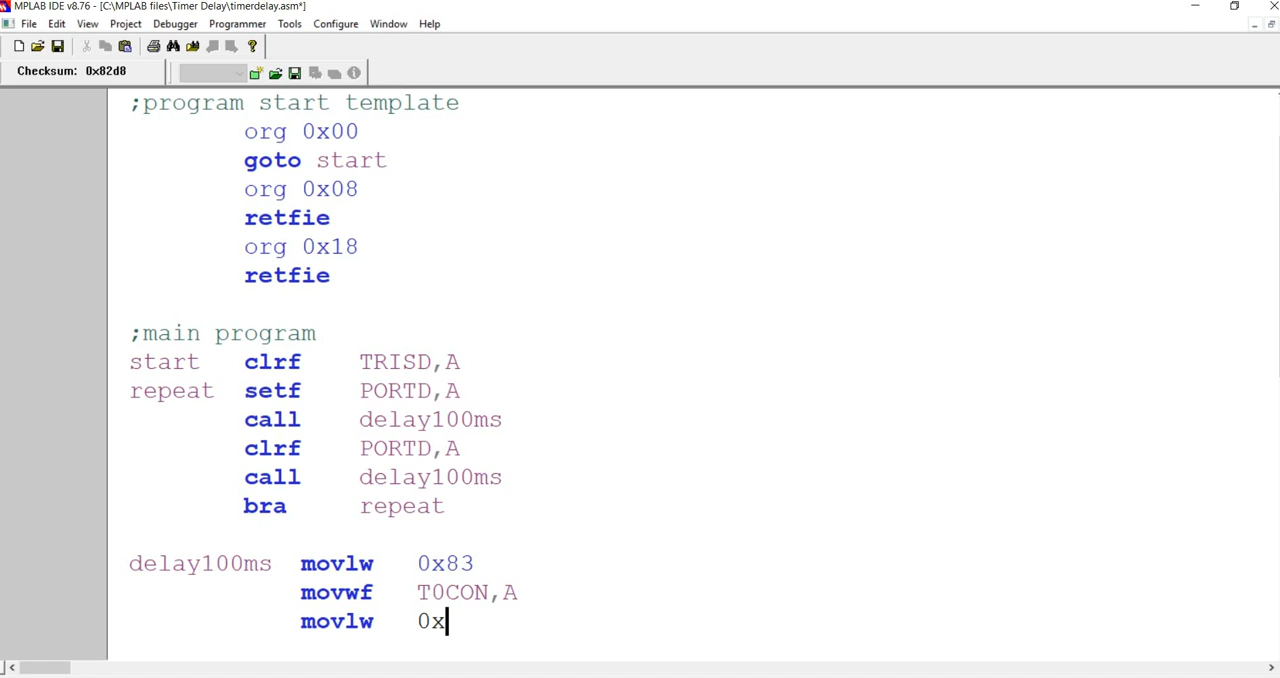 MPLAB IDE v8.76 - [C:\MPLAB files\Timer Delay\timerdelay.asm*]
File Edit View Project Debugger Programmer Tools Configure Window Help
Checksum: 0x82d8
;program start template
org 0x00
goto start
org 0x08
retfie
org 0x18
retfie
;main program
start clrf TRISD,A
repeat setf PORTD,A
call delay100ms
clrf PORTD,A
call delay100ms
bra repeat
delay100ms movlw 0x83
movwf T0CON,A
movlw 0x